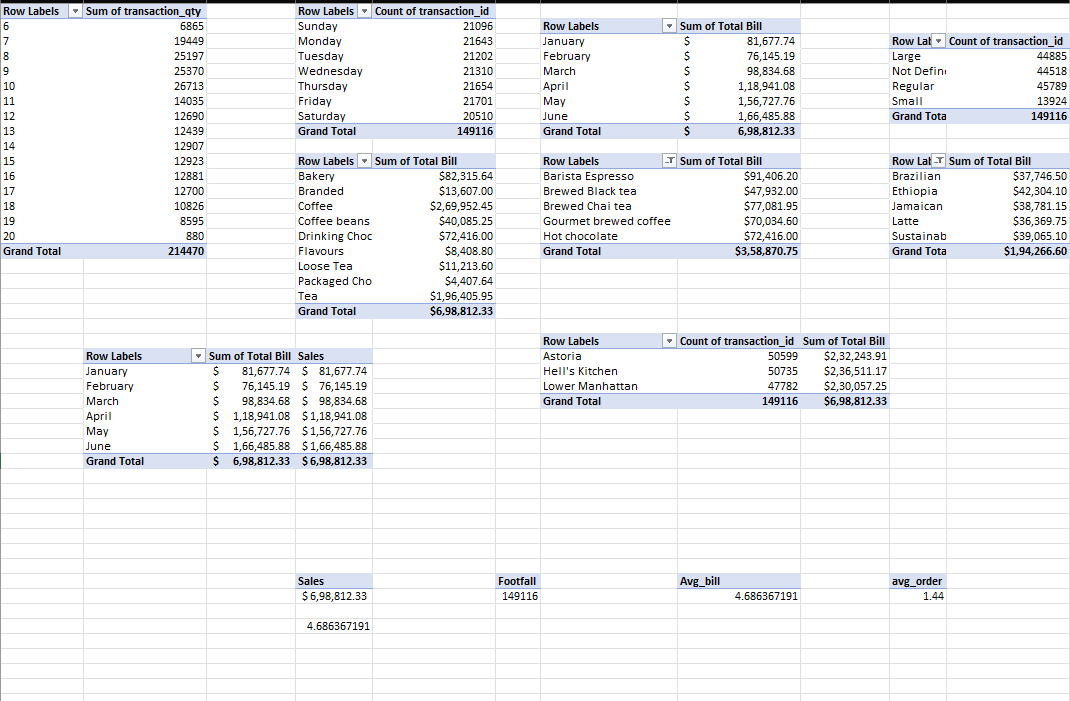 Row Labels Sum of transaction_qty
6 6865
7 19449
8 25197
9 25370
10 26713
11 14035
12 12690
13 12439
14 12907
15 12923
16 12881
17 12700
18 10826
19 8595
20 880
Grand Total 214470
Row Labels Count of transaction_id
Sunday 21096
Monday 21643
Tuesday 21202
Wednesday 21310
Thursday 21654
Friday 21701
Saturday 20510
Grand Total 149116
Row Labels Sum of Total Bill
January $ 81,677.74
February $ 76,145.19
March $ 98,834.68
April $ 1,18,941.08
May $ 1,56,727.76
June $ 1,66,485.88
Grand Total $ 6,98,812.33
Row Lab Count of transaction_id
Large 44885
Not Defin 44518
Regular 45789
Small 13924
Grand Tota 149116
Row Labels Sum of Total Bill
Bakery $82,315.64
Branded $13,607.00
Coffee $2,69,952.45
Coffee beans $40,085.25
Drinking Choc $72,416.00
Flavours $8,408.80
Loose Tea $11,213.60
Packaged Cho $4,407.64
Tea $1,96,405.95
Grand Total $6,98,812.33
Row Labels Sum of Total Bill
Barista Espresso $91,406.20
Brewed Black tea $47,932.00
Brewed Chai tea $77,081.95
Gourmet brewed coffee $70,034.60
Hot chocolate $72,416.00
Grand Total $3,58,870.75
Row Lab Sum of Total Bill
Brazilian $37,746.50
Ethiopia $42,304.10
Jamaican $38,781.15
Latte $36,369.75
Sustainab $39,065.10
Grand Tota $1,94,266.60
Row Labels Sum of Total Bill Sales
January $ 81,677.74 $ 81,677.74
February $ 76,145.19 $ 76,145.19
March $ 98,834.68 $ 98,834.68
April $ 1,18,941.08 $ 1,18,941.08
May $ 1,56,727.76 $ 1,56,727.76
June $ 1,66,485.88 $ 1,66,485.88
Grand Total $ 6,98,812.33 $ 6,98,812.33
Row Labels Count of transaction_id Sum of Total Bill
Astoria 50599 $2,32,243.91
Hell's Kitchen 50735 $2,36,511.17
Lower Manhattan 47782 $2,30,057.25
Grand Total 149116 $6,98,812.33
Sales Footfall Avg_bill avg_order
$ 6,98,812.33 149116 4.686367191 1.44
4.686367191